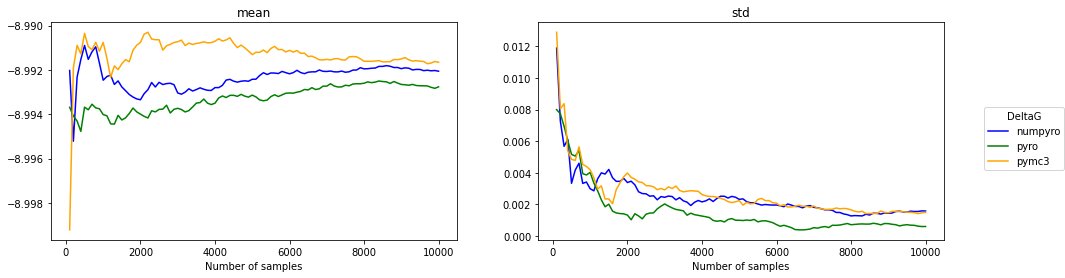 mean
−8.990
−8.992
−8.994
−8.996
−8.998
0 2000 4000 6000 8000 10000
Number of samples
std
0.012
0.010
0.008
0.006
0.004
0.002
0.000
0 2000 4000 6000 8000 10000
Number of samples
DeltaG
numpyro
pyro
pymc3